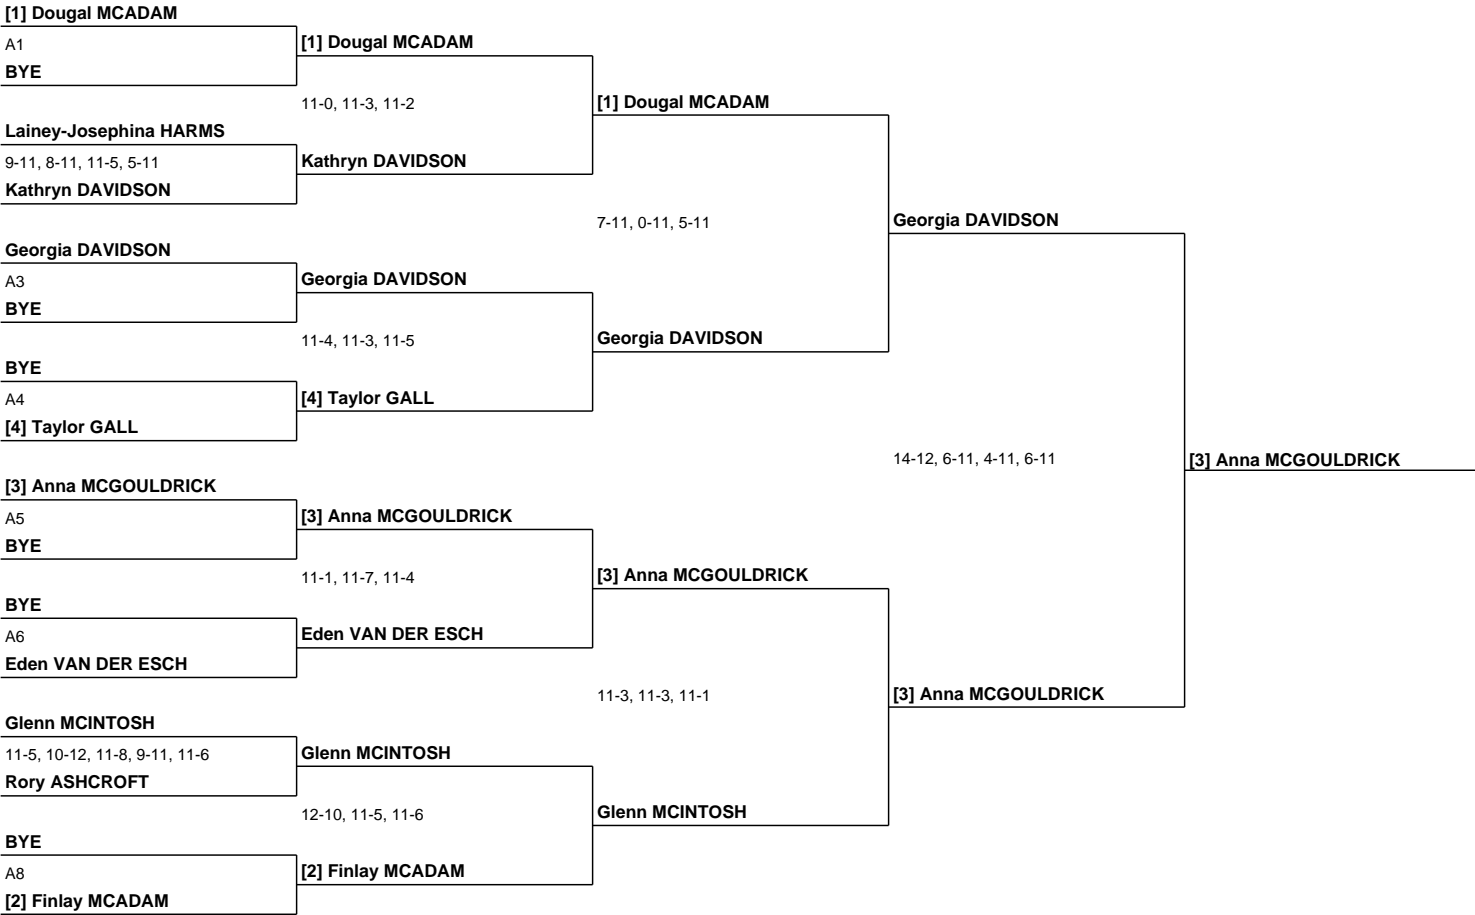 [1] Dougal MCADAM
A1
BYE
Lainey-Josephina HARMS
9-11, 8-11, 11-5, 5-11
Kathryn DAVIDSON
Georgia DAVIDSON
A3
BYE
BYE
A4
[4] Taylor GALL
[3] Anna MCGOULDRICK
A5
BYE
BYE
A6
Eden VAN DER ESCH
Glenn MCINTOSH
11-5, 10-12, 11-8, 9-11, 11-6
Rory ASHCROFT
BYE
A8
[2] Finlay MCADAM
[1] Dougal MCADAM
11-0, 11-3, 11-2
Kathryn DAVIDSON
Georgia DAVIDSON
11-4, 11-3, 11-5
[4] Taylor GALL
[3] Anna MCGOULDRICK
11-1, 11-7, 11-4
Eden VAN DER ESCH
Glenn MCINTOSH
12-10, 11-5, 11-6
[2] Finlay MCADAM
[1] Dougal MCADAM
7-11, 0-11, 5-11
Georgia DAVIDSON
[3] Anna MCGOULDRICK
11-3, 11-3, 11-1
Glenn MCINTOSH
Georgia DAVIDSON
14-12, 6-11, 4-11, 6-11
[3] Anna MCGOULDRICK
[3] Anna MCGOULDRICK